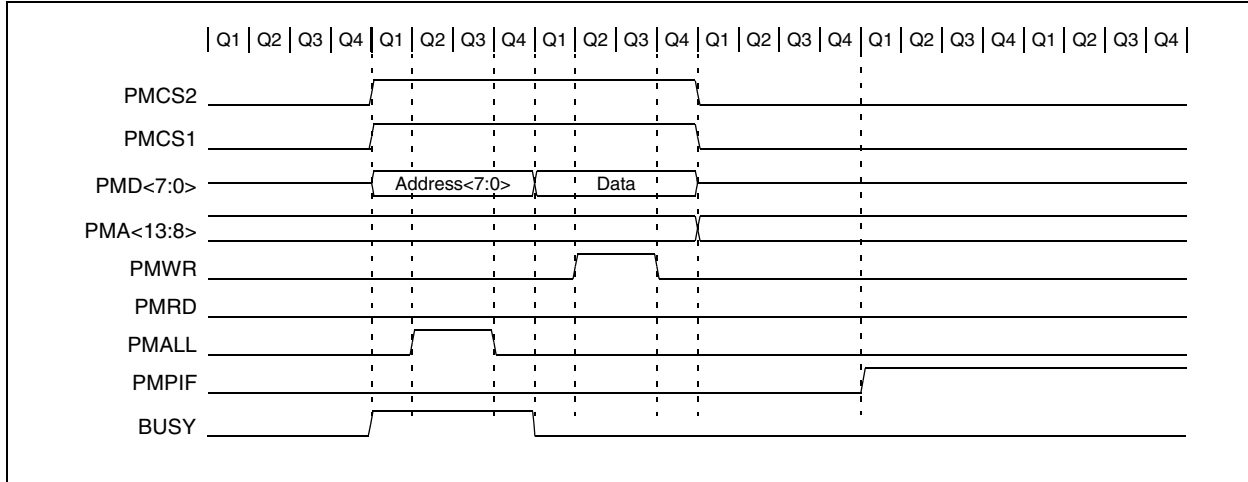 Q1 Q2 Q3 Q4 Q1 Q2 Q3 Q4 Q1 Q2 Q3 Q4 Q1 Q2 Q3 Q4 Q1 Q2 Q3 Q4 Q1 Q2 Q3 Q4
PMCS2
PMCS1
PMD<7:0> Address<7:0> Data
PMA<13:8>
PMWR
PMRD
PMALL
PMPIF
BUSY